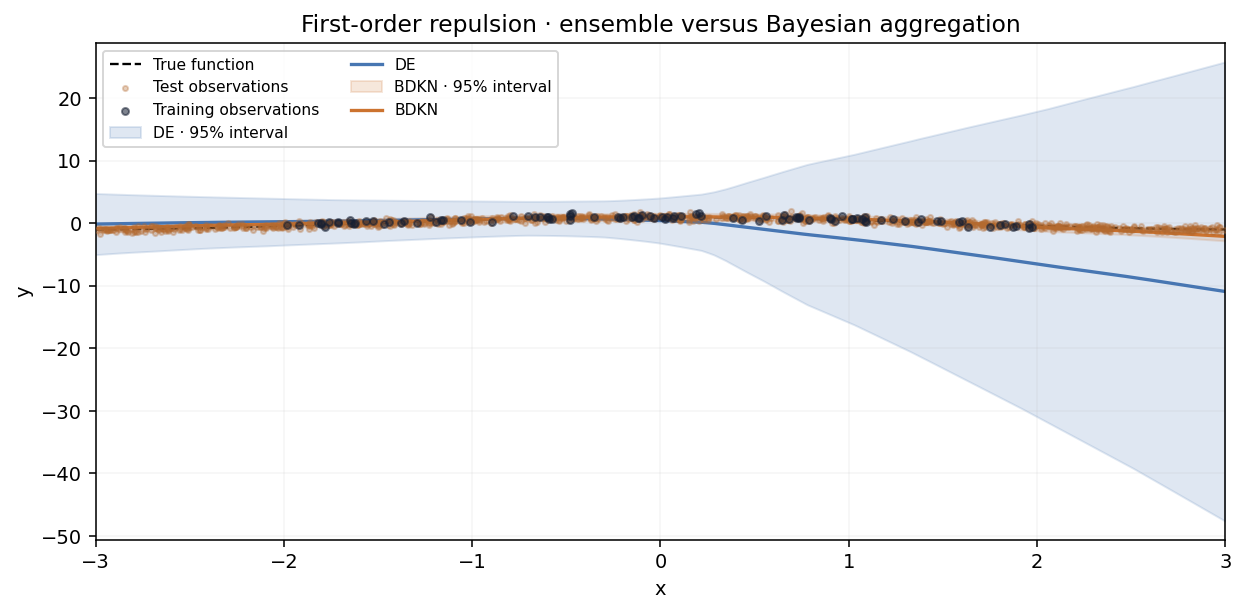 First-order repulsion · ensemble versus Bayesian aggregation
True function
Test observations
Training observations
DE · 95% interval
DE
BDKN · 95% interval
BDKN
y
20
10
0
−10
−20
−30
−40
−50
−3
−2
−1
0
1
2
3
x